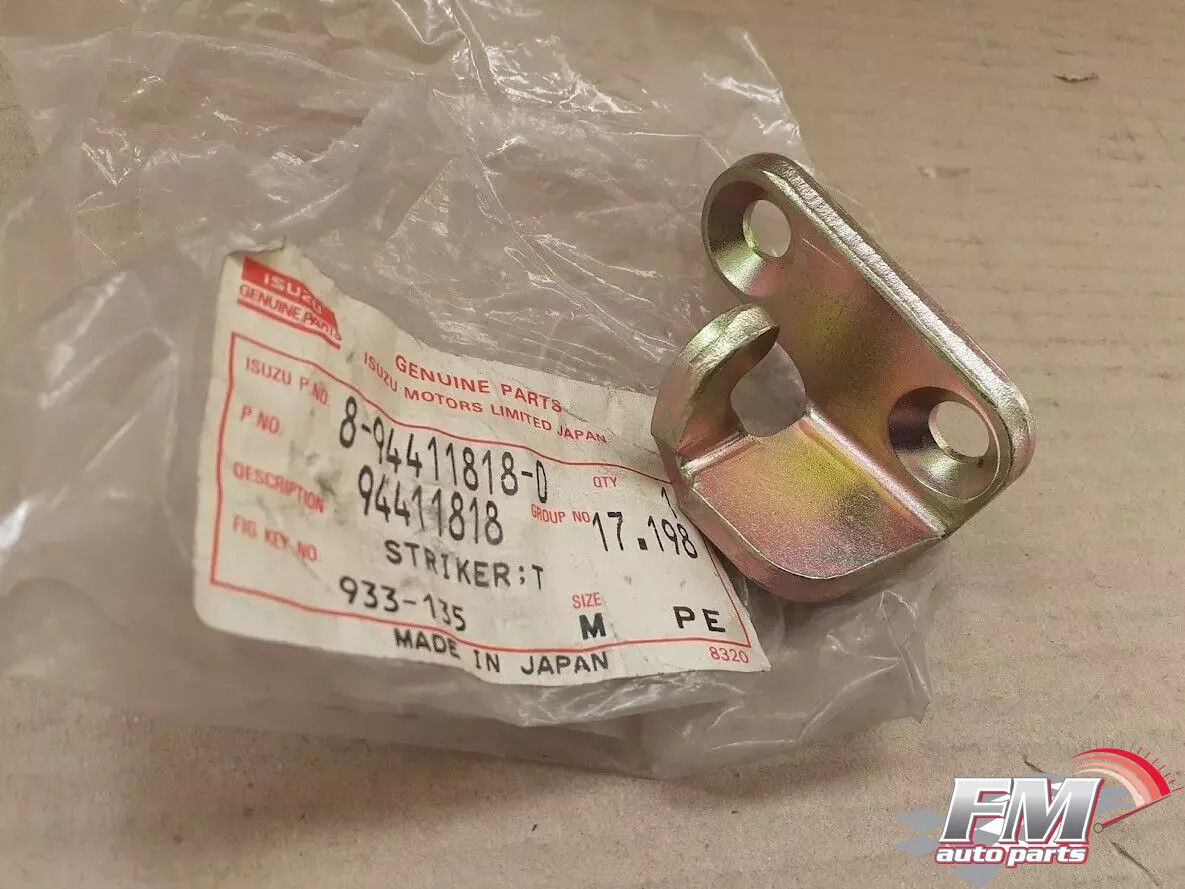 ISUZU
GENUINE PARTS
GENUINE PARTS
ISUZU MOTORS LIMITED JAPAN
ISUZU P.NO. 8-94411818-0 QTY 1
P.NO. 94411818 GROUP NO 17.198
DESCRIPTION STRIKER;T
FIG KEY NO. 933-135 SIZE M PE
MADE IN JAPAN 8320
FM
auto parts